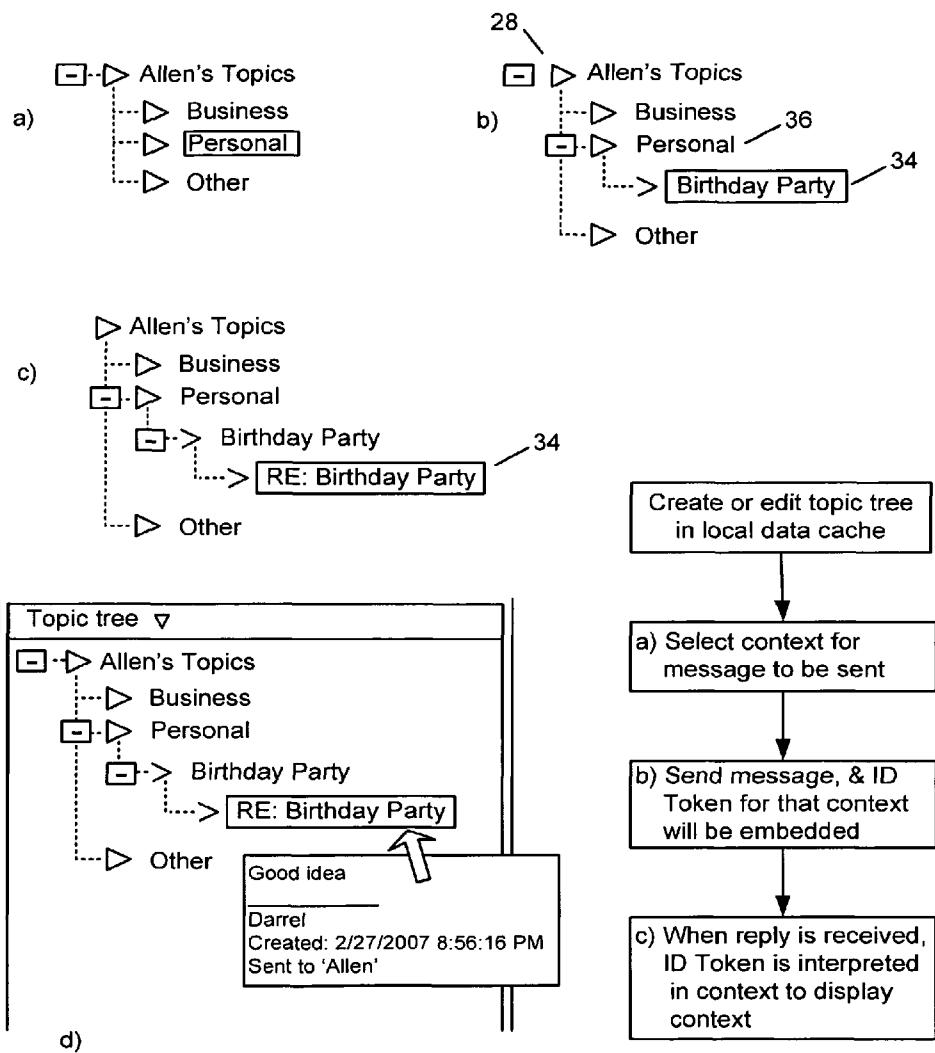 a)
Allen's Topics
Business
Personal
Other
b)
28
Allen's Topics
Business
Personal
36
Birthday Party
34
Other
c)
Allen's Topics
Business
Personal
Birthday Party
RE: Birthday Party
34
Other
Topic tree
Allen's Topics
Business
Personal
Birthday Party
RE: Birthday Party
Other
Good idea
Darrel
Created: 2/27/2007 8:56:16 PM
Sent to 'Allen'
d)
Create or edit topic tree
in local data cache
a) Select context for
message to be sent
b) Send message, & ID
Token for that context
will be embedded
c) When reply is received,
ID Token is interpreted
in context to display
context